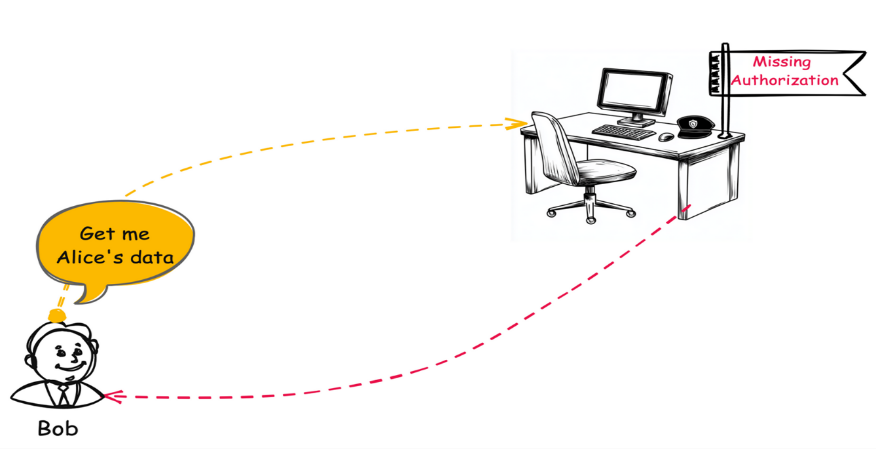 Missing
Authorization
Get me
Alice's data
Bob